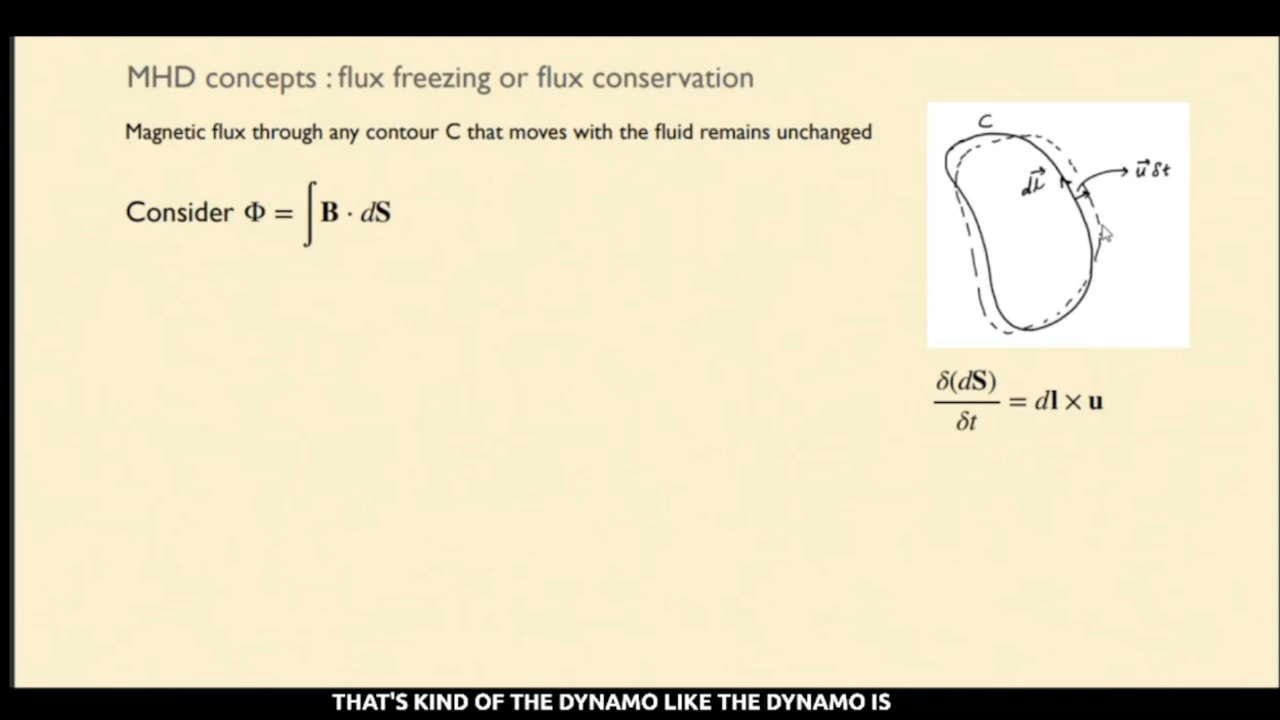 MHD concepts : flux freezing or flux conservation
Magnetic flux through any contour C that moves with the fluid remains unchanged
Consider Φ = ∫ B · dS
C
dl⃗
u⃗ δt
δ(dS)/δt = dl × u
THAT'S KIND OF THE DYNAMO LIKE THE DYNAMO IS